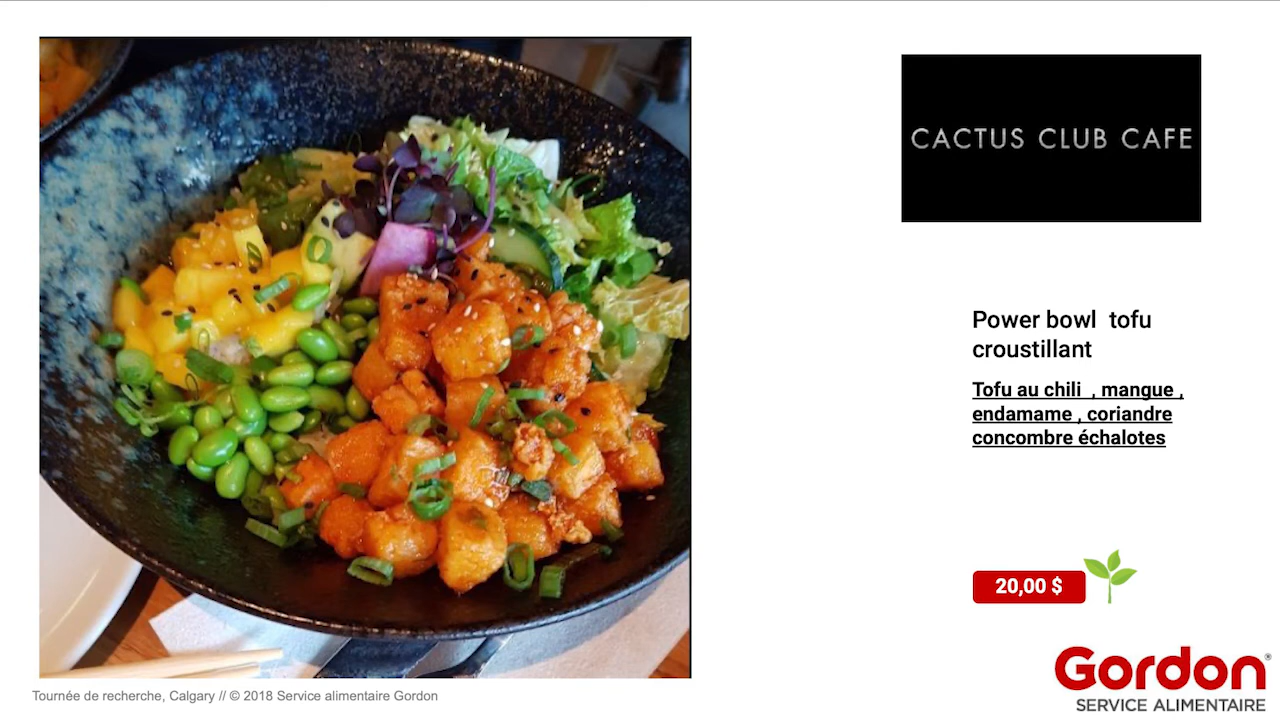 CACTUS CLUB CAFE
Power bowl  tofu
croustillant
Tofu au chili  , mangue ,
endamame , coriandre
concombre échalotes
20,00 $
Gordon®
SERVICE ALIMENTAIRE
Tournée de recherche, Calgary // © 2018 Service alimentaire Gordon